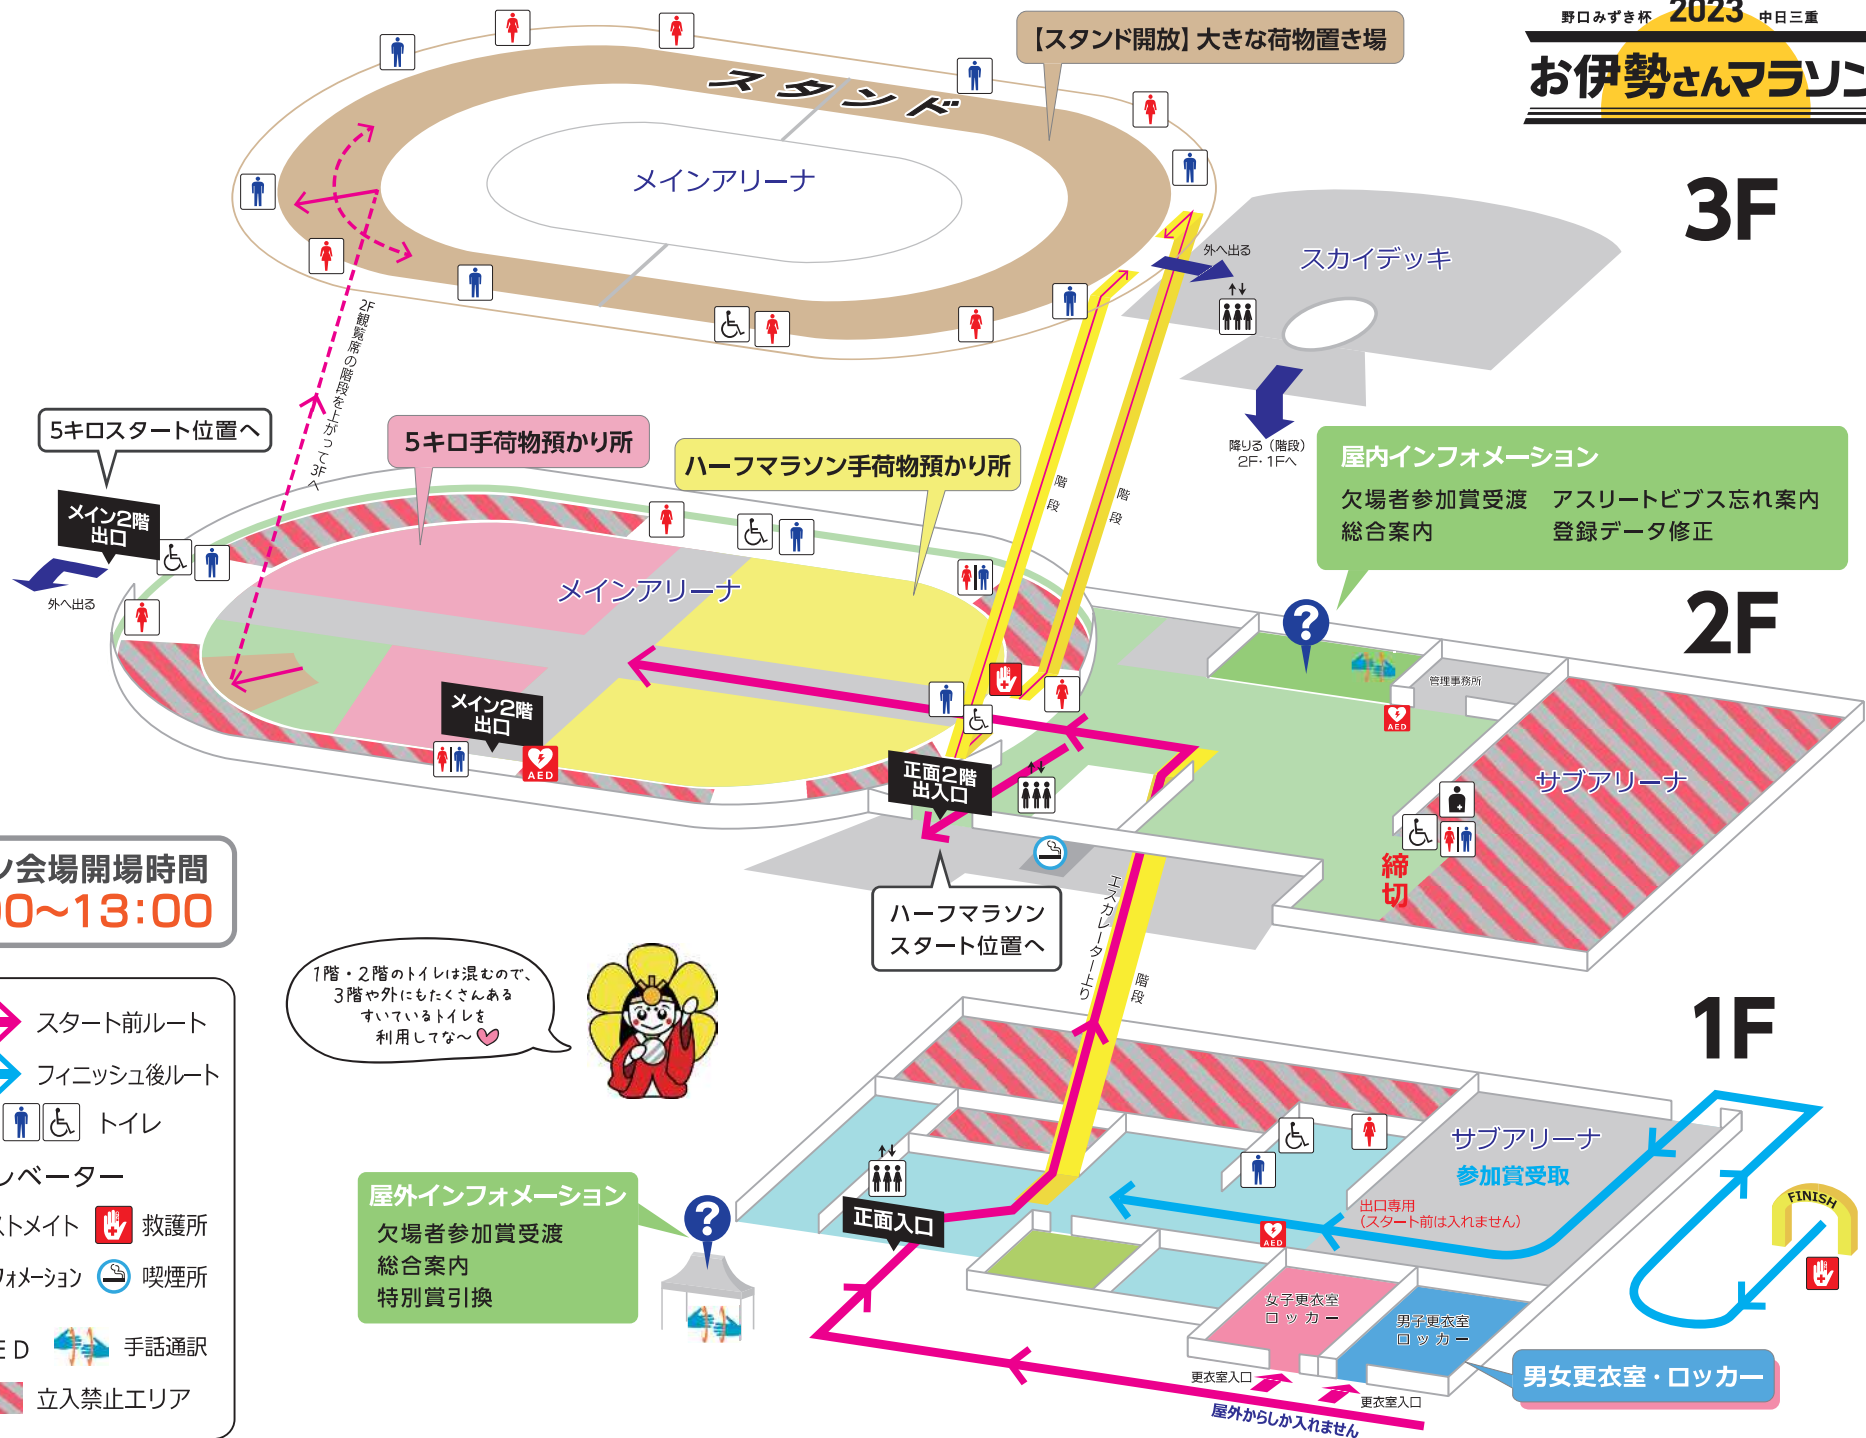 野口みずき杯 2023 中日三重
お伊勢さんマラソン
【スタンド開放】大きな荷物置き場
スタンド
メインアリーナ
3F
外へ出る
スカイデッキ
2F観覧席の階段を上がって3Fへ
降りる（階段）
2F・1Fへ
5キロスタート位置へ
5キロ手荷物預かり所
ハーフマラソン手荷物預かり所
階段
階段
屋内インフォメーション
欠場者参加賞受渡 アスリートビブス忘れ案内
総合案内 登録データ修正
メイン2階
出口
外へ出る
メインアリーナ
2F
管理事務所
AED
メイン2階
出口
AED
正面2階
出入口
サブアリーナ
締切
ハーフマラソン
スタート位置へ
エスカレーター上り
階段
ン会場開場時間
00〜13:00
1階・2階のトイレは混むので、
3階や外にもたくさんある
すいているトイレを
利用してな〜
スタート前ルート
フィニッシュ後ルート
トイレ
レベーター
ストメイト 救護所
フォメーション 喫煙所
ED 手話通訳
立入禁止エリア
1F
サブアリーナ
参加賞受取
出口専用
（スタート前は入れません）
FINISH
AED
正面入口
屋外インフォメーション
欠場者参加賞受渡
総合案内
特別賞引換
女子更衣室
ロッカー
男子更衣室
ロッカー
男女更衣室・ロッカー
更衣室入口
更衣室入口
屋外からしか入れません